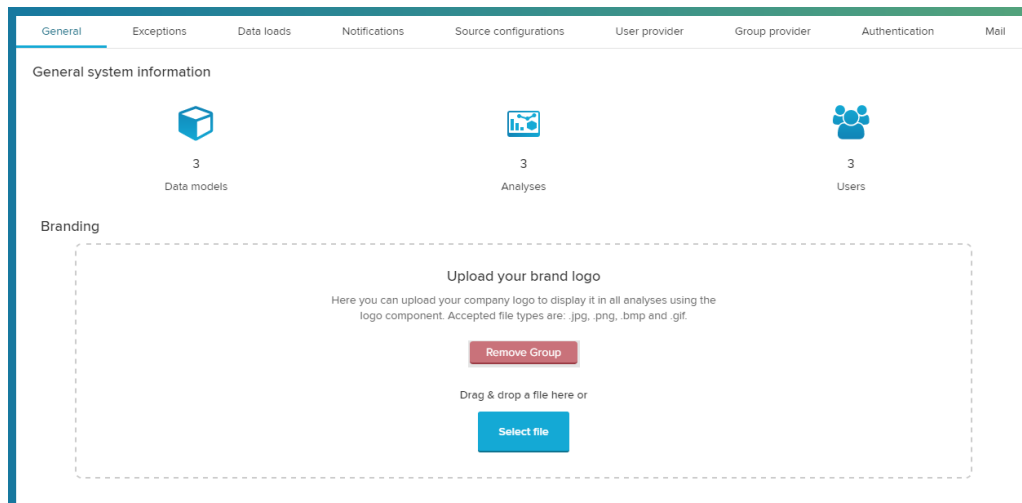 General Exceptions Data loads Notifications Source configurations User provider Group provider Authentication Mail
General system information
3 3 3
Data models Analyses Users
Branding
Upload your brand logo
Here you can upload your company logo to display it in all analyses using the
logo component. Accepted file types are: .jpg, .png, .bmp and .gif.
Remove Group
Drag & drop a file here or
Select file